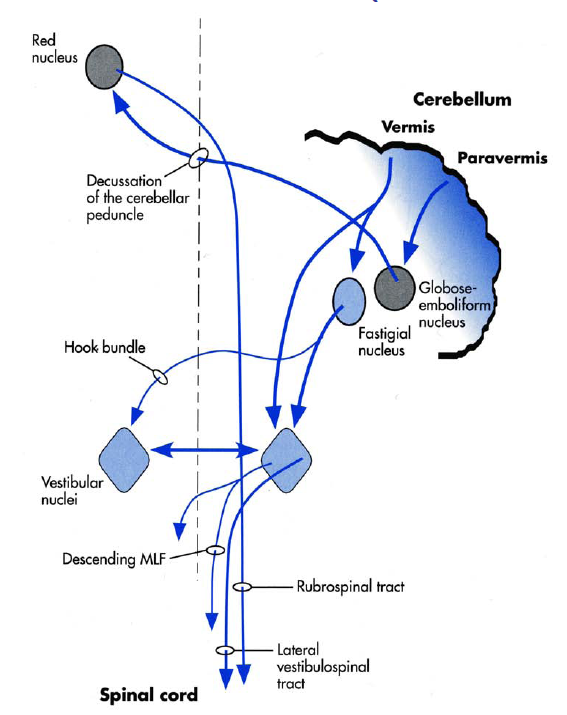 Red
nucleus
Cerebellum
Vermis
Paravermis
Decussation
of the cerebellar
peduncle
Globose-
emboliform
nucleus
Fastigial
nucleus
Hook bundle
Vestibular
nuclei
Descending MLF
Rubrospinal tract
Lateral
vestibulospinal
tract
Spinal cord